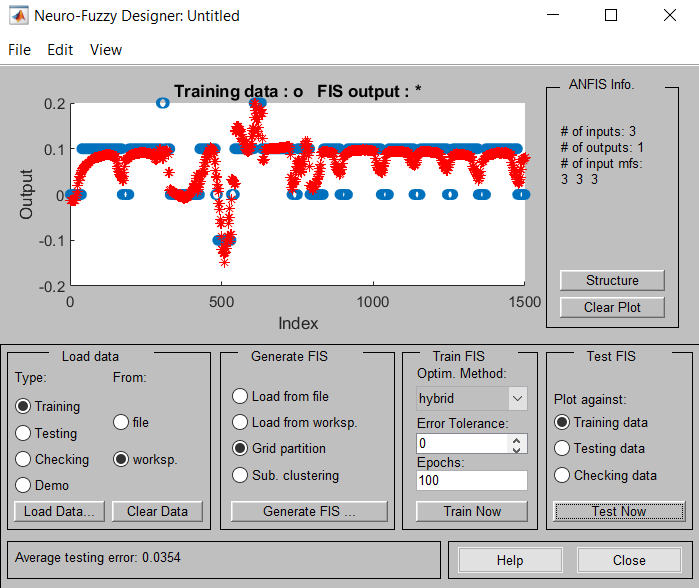 Neuro-Fuzzy Designer: Untitled
File Edit View
Training data : o FIS output : *
0.2
0.1
0
-0.1
-0.2
Output
0 500 1000 1500
Index
ANFIS Info.
# of inputs: 3
# of outputs: 1
# of input mfs:
3 3 3
Structure
Clear Plot
Load data
Type: From:
Training
Testing
Checking
Demo
file
worksp.
Load Data... Clear Data
Generate FIS
Load from file
Load from worksp.
Grid partition
Sub. clustering
Generate FIS ...
Train FIS
Optim. Method:
hybrid
Error Tolerance:
0
Epochs:
100
Train Now
Test FIS
Plot against:
Training data
Testing data
Checking data
Test Now
Average testing error: 0.0354
Help Close